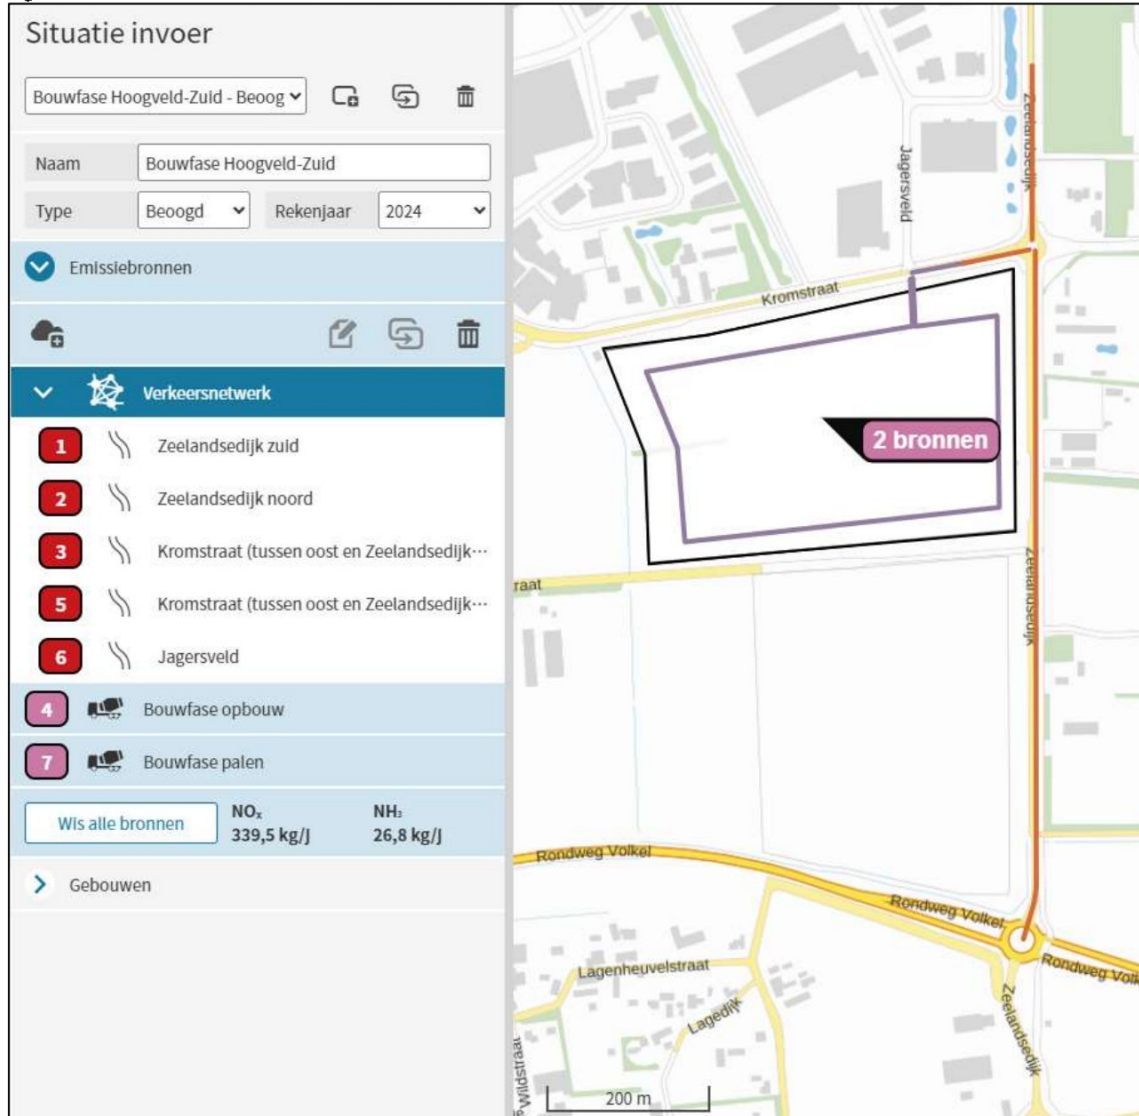 Situatie invoer
Bouwfase Hoogveld-Zuid - Beoog
Naam Bouwfase Hoogveld-Zuid
Type Beoogd Rekenjaar 2024
Emissiebronnen
Verkeersnetwerk
1 Zeelandsedijk zuid
2 Zeelandsedijk noord
3 Kromstraat (tussen oost en Zeelandsedijk···
5 Kromstraat (tussen oost en Zeelandsedijk···
6 Jagersveld
4 Bouwfase opbouw
7 Bouwfase palen
Wis alle bronnen
NOₓ
339,5 kg/j
NH₃
26,8 kg/j
Gebouwen
Zeelandsedijk
Jagersveld
Kromstraat
2 bronnen
Zeelandsedijk
raat
Rondweg Volkel
Rondweg Volkel
Rondweg Volk
Lagenheuvelstraat
Lagedijk
Zeelandsedijk
Wildstraat
200 m